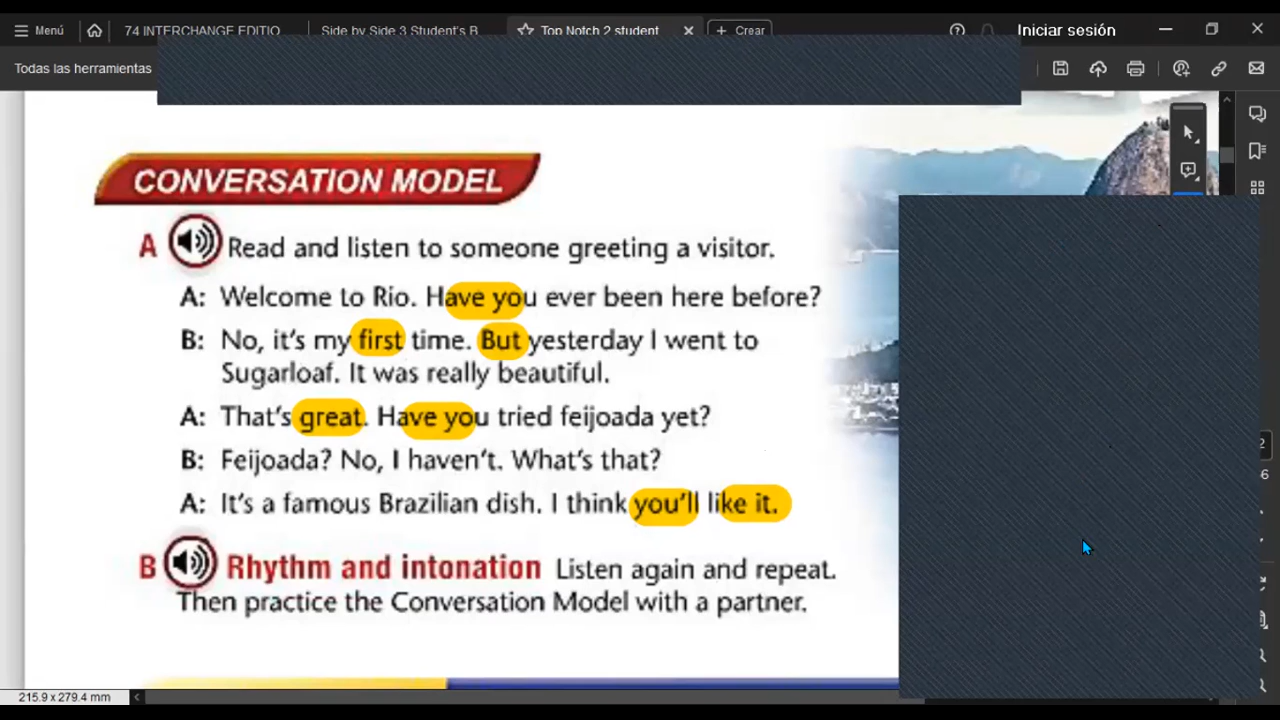 Menú 74 INTERCHANGE EDITIO Side by Side 3 Student's B Top Notch 2 student Crear Iniciar sesión
Todas las herramientas
CONVERSATION MODEL
A Read and listen to someone greeting a visitor.
A: Welcome to Rio. Have you ever been here before?
B: No, it's my first time. But yesterday I went to
Sugarloaf. It was really beautiful.
A: That's great. Have you tried feijoada yet?
B: Feijoada? No, I haven't. What's that?
A: It's a famous Brazilian dish. I think you'll like it.
B Rhythm and intonation Listen again and repeat.
Then practice the Conversation Model with a partner.
215.9 x 279.4 mm